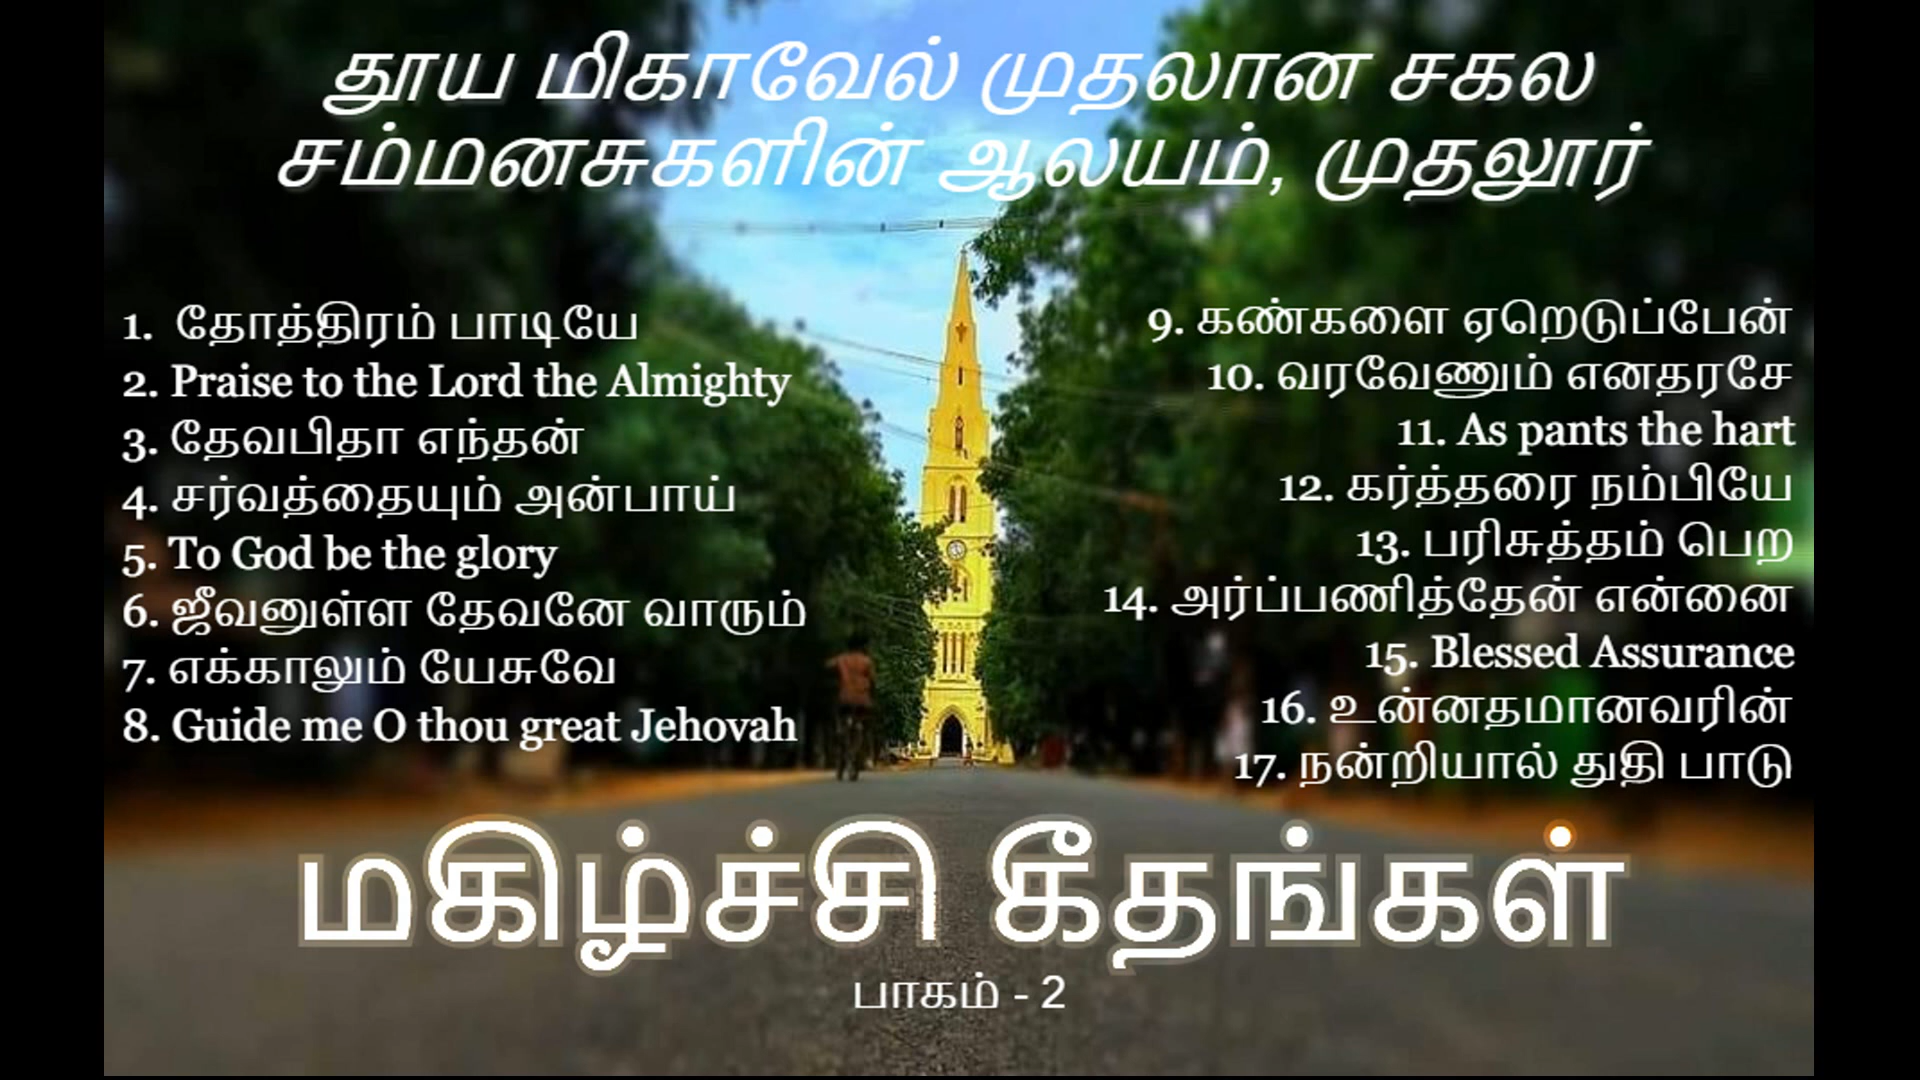 தூய மிகாவேல் முதலான சகல
சம்மனசுகளின் ஆலயம், முதலூர்
1. தோத்திரம் பாடியே
2. Praise to the Lord the Almighty
3. தேவபிதா எந்தன்
4. சர்வத்தையும் அன்பாய்
5. To God be the glory
6. ஜீவனுள்ள தேவனே வாரும்
7. எக்காலும் யேசுவே
8. Guide me O thou great Jehovah
9. கண்களை ஏறெடுப்பேன்
10. வரவேணும் எனதரசே
11. As pants the hart
12. கர்த்தரை நம்பியே
13. பரிசுத்தம் பெற
14. அர்ப்பணித்தேன் என்னை
15. Blessed Assurance
16. உன்னதமானவரின்
17. நன்றியால் துதி பாடு
மகிழ்ச்சி கீதங்கள்
பாகம் - 2